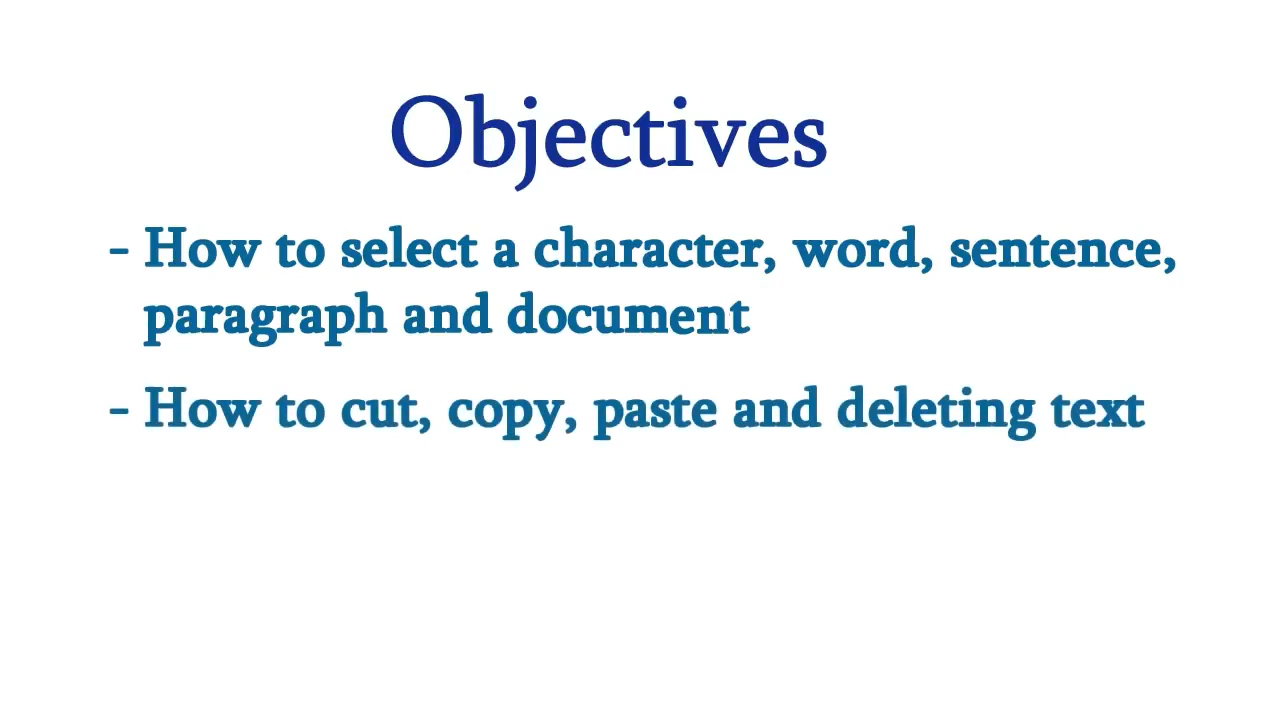 Objectives
- How to select a character, word, sentence,
paragraph and document
- How to cut, copy, paste and deleting text